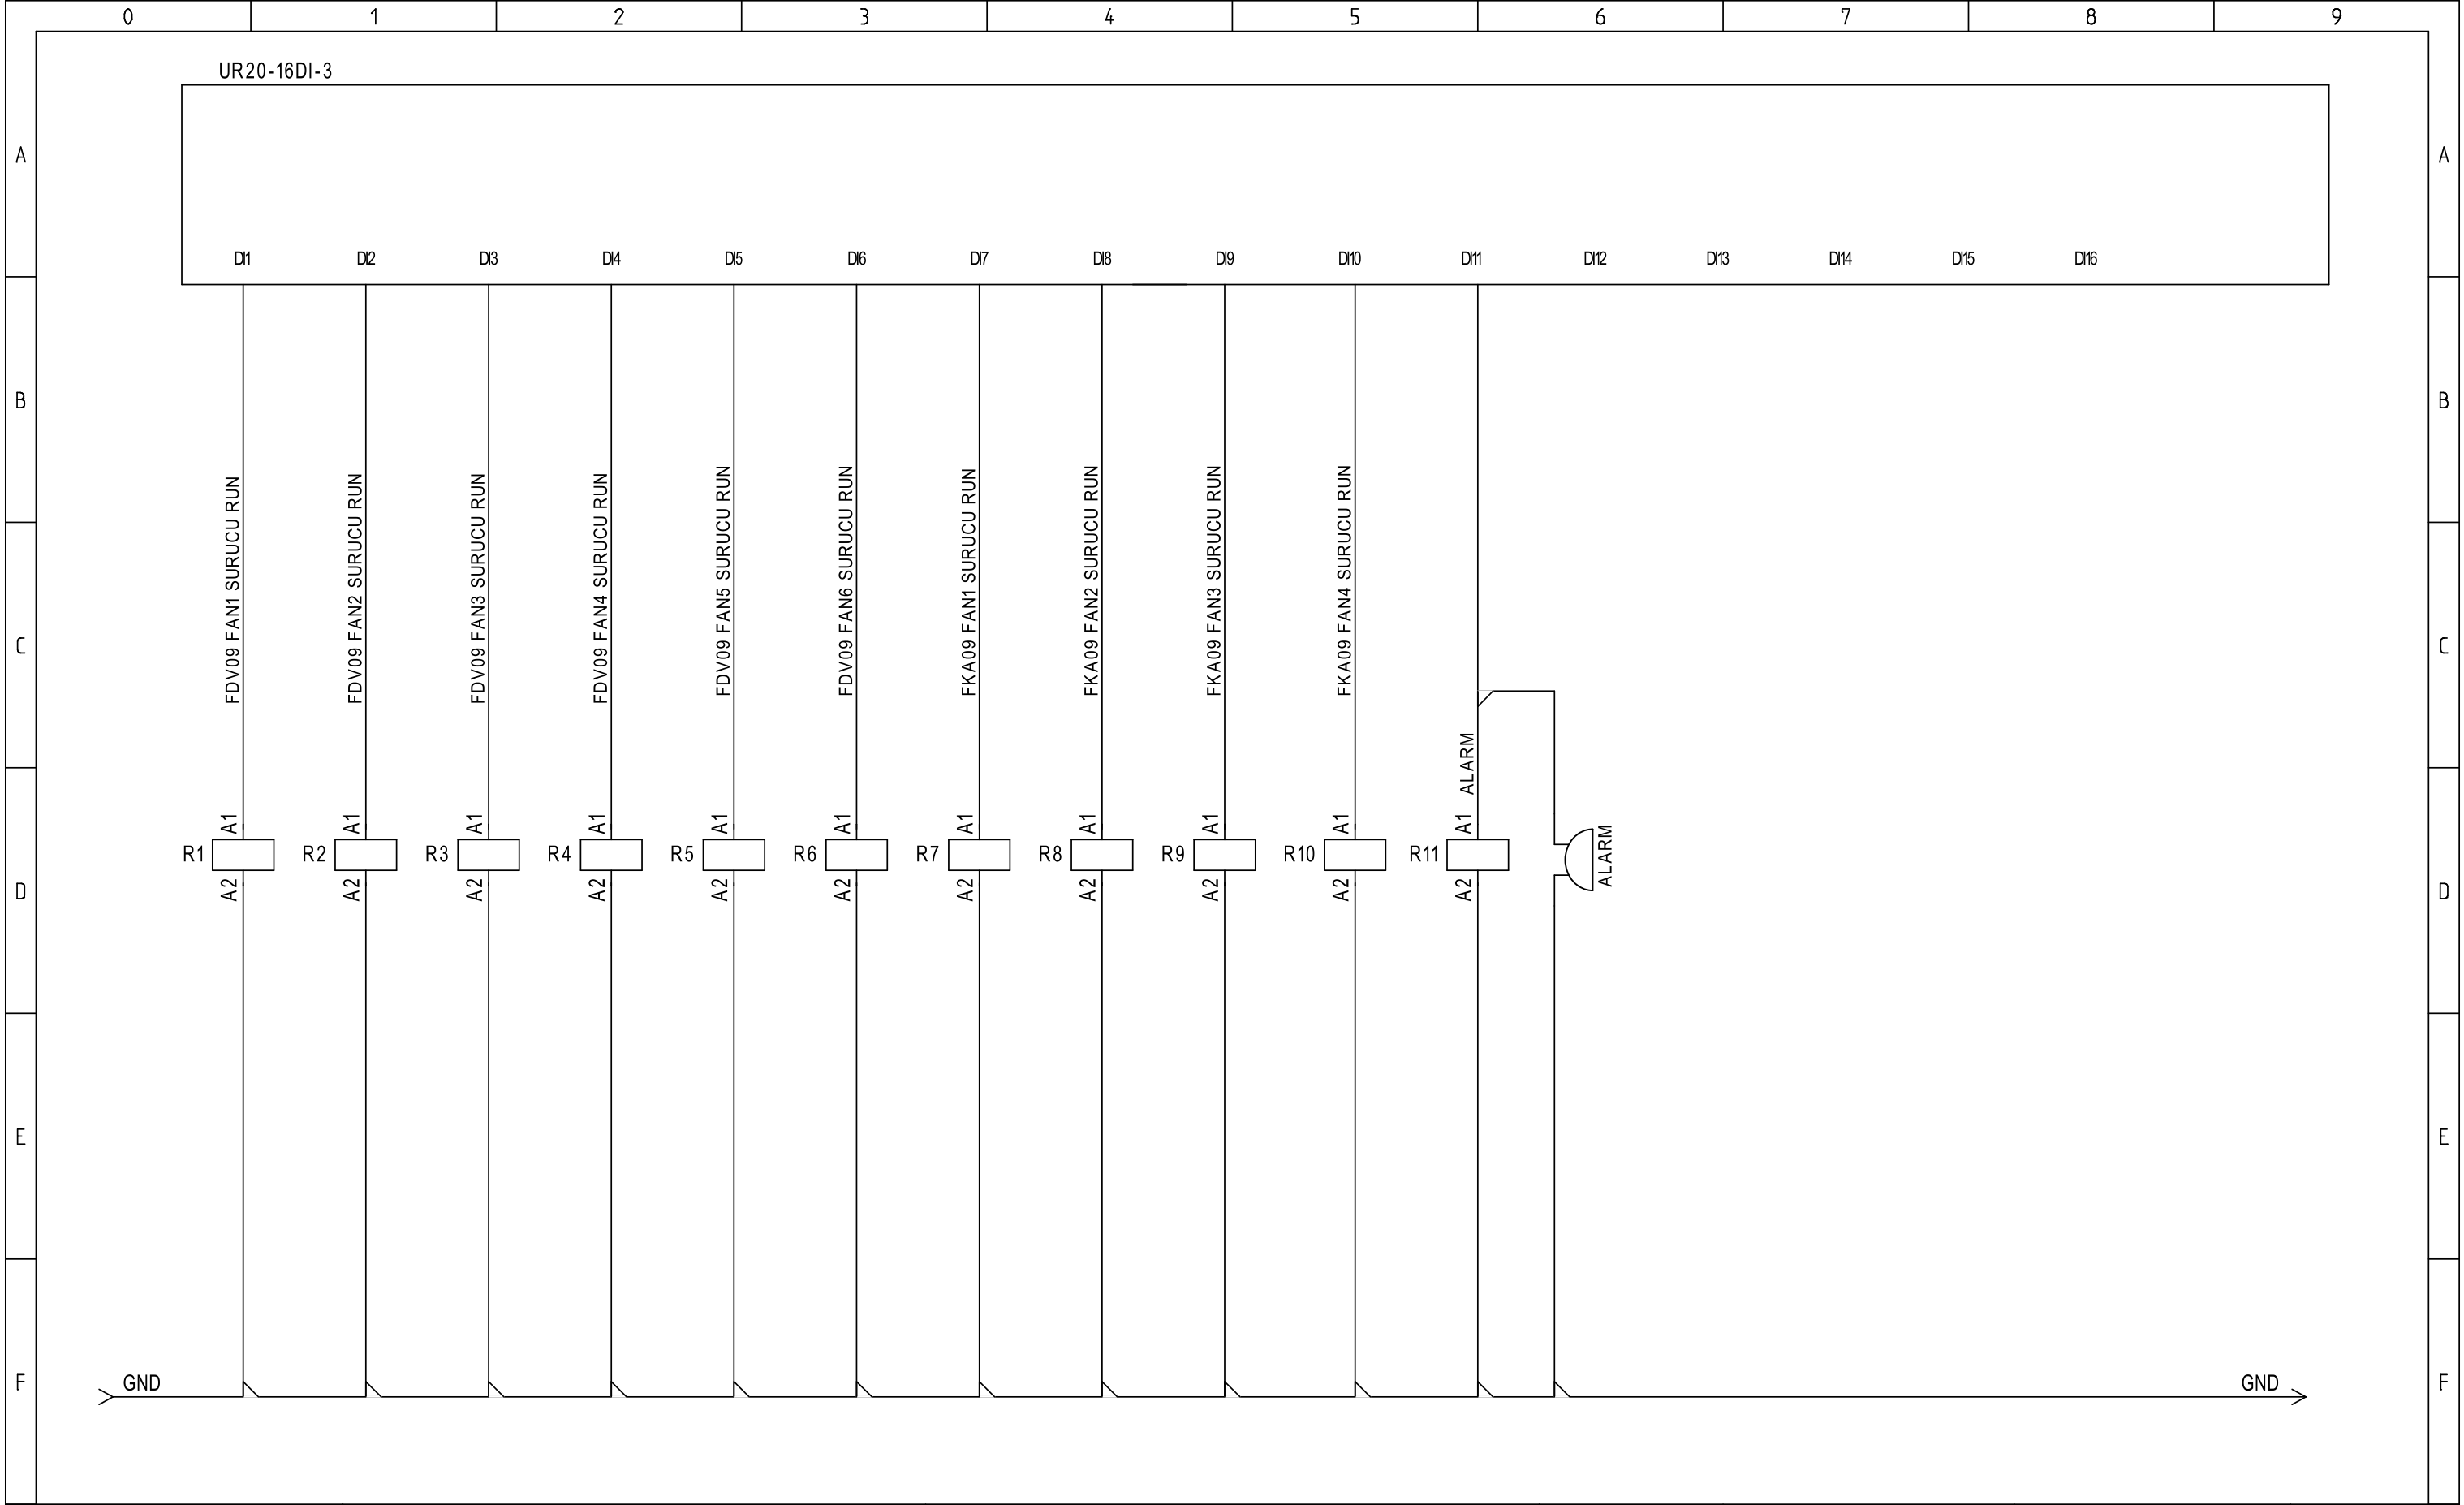 0 1 2 3 4 5 6 7 8 9
UR20-16DI-3
A A
DI1 DI2 DI3 DI4 DI5 DI6 DI7 DI8 DI9 DI10 DI11 DI12 DI13 DI14 DI15 DI16
B B
FDV09 FAN1 SURUCU RUN
FDV09 FAN2 SURUCU RUN
FDV09 FAN3 SURUCU RUN
FDV09 FAN4 SURUCU RUN
FDV09 FAN5 SURUCU RUN
FDV09 FAN6 SURUCU RUN
FKA09 FAN1 SURUCU RUN
FKA09 FAN2 SURUCU RUN
FKA09 FAN3 SURUCU RUN
FKA09 FAN4 SURUCU RUN
ALARM
C C
A1 A1 A1 A1 A1 A1 A1 A1 A1 A1 A1
R1 R2 R3 R4 R5 R6 R7 R8 R9 R10 R11 ALARM
A2 A2 A2 A2 A2 A2 A2 A2 A2 A2 A2
D D
E E
F GND GND F